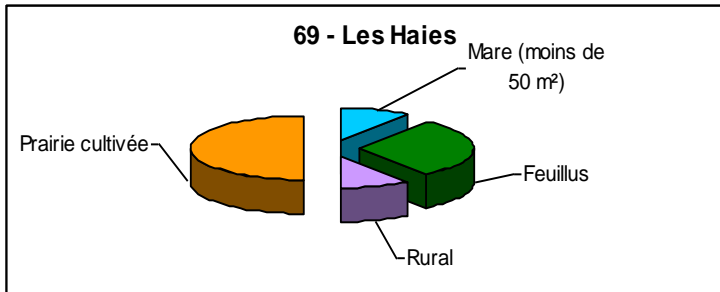 69 - Les Haies
Mare (moins de
50 m²)
Prairie cultivée
Feuillus
Rural